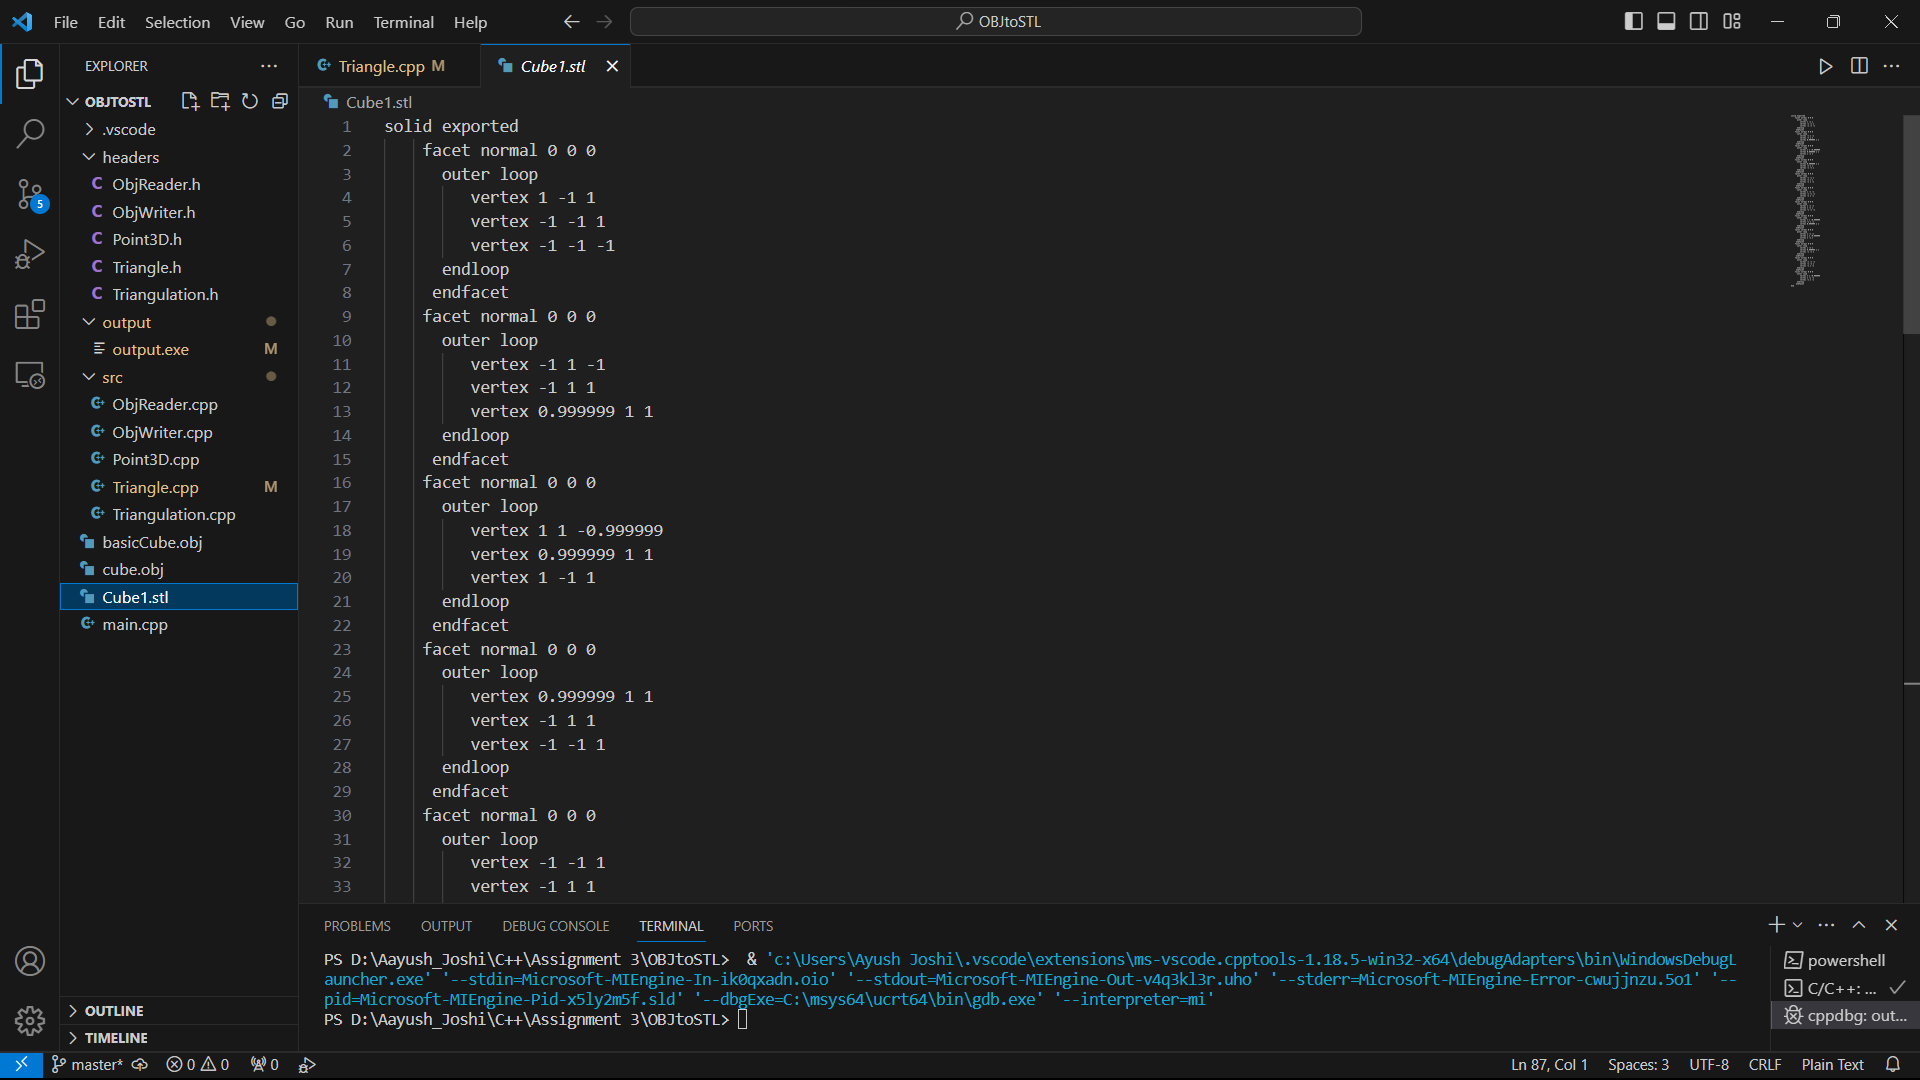 File Edit Selection View Go Run Terminal Help
OBJtoSTL
EXPLORER
OBJTOSTL
.vscode
headers
C ObjReader.h
C ObjWriter.h
C Point3D.h
C Triangle.h
C Triangulation.h
output
output.exe M
src
ObjReader.cpp
ObjWriter.cpp
Point3D.cpp
Triangle.cpp M
Triangulation.cpp
basicCube.obj
cube.obj
Cube1.stl
main.cpp
OUTLINE
TIMELINE
5
Triangle.cpp M
Cube1.stl
Cube1.stl
1 solid exported
2 facet normal 0 0 0
3 outer loop
4 vertex 1 -1 1
5 vertex -1 -1 1
6 vertex -1 -1 -1
7 endloop
8 endfacet
9 facet normal 0 0 0
10 outer loop
11 vertex -1 1 -1
12 vertex -1 1 1
13 vertex 0.999999 1 1
14 endloop
15 endfacet
16 facet normal 0 0 0
17 outer loop
18 vertex 1 1 -0.999999
19 vertex 0.999999 1 1
20 vertex 1 -1 1
21 endloop
22 endfacet
23 facet normal 0 0 0
24 outer loop
25 vertex 0.999999 1 1
26 vertex -1 1 1
27 vertex -1 -1 1
28 endloop
29 endfacet
30 facet normal 0 0 0
31 outer loop
32 vertex -1 -1 1
33 vertex -1 1 1
PROBLEMS OUTPUT DEBUG CONSOLE TERMINAL PORTS
PS D:\Aayush_Joshi\C++\Assignment 3\OBJtoSTL> & 'c:\Users\Ayush Joshi\.vscode\extensions\ms-vscode.cpptools-1.18.5-win32-x64\debugAdapters\bin\WindowsDebugL
auncher.exe' '--stdin=Microsoft-MIEngine-In-ik0qxadn.oio' '--stdout=Microsoft-MIEngine-Out-v4q3kl3r.uho' '--stderr=Microsoft-MIEngine-Error-cwujjnzu.5o1' '--
pid=Microsoft-MIEngine-Pid-x5ly2m5f.sld' '--dbgExe=C:\msys64\ucrt64\bin\gdb.exe' '--interpreter=mi'
PS D:\Aayush_Joshi\C++\Assignment 3\OBJtoSTL>
powershell
C/C++: ...
cppdbg: out...
master* 0 0 0
Ln 87, Col 1 Spaces: 3 UTF-8 CRLF Plain Text